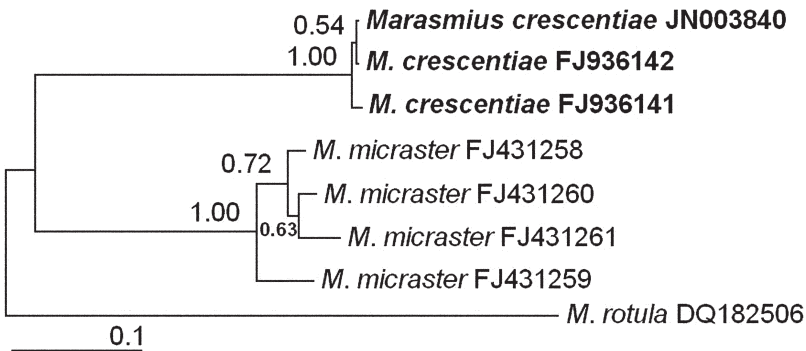 0.54 Marasmius crescentiae JN003840
1.00 M. crescentiae FJ936142
M. crescentiae FJ936141
M. micraster FJ431258
0.72
M. micraster FJ431260
1.00
0.63 M. micraster FJ431261
M. micraster FJ431259
M. rotula DQ182506
0.1